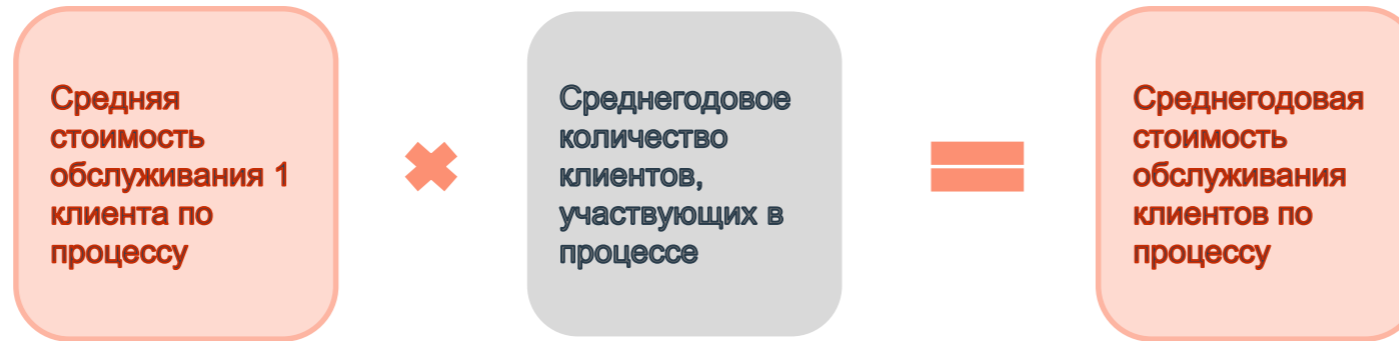 Средняя
стоимость
обслуживания 1
клиента по
процессу
Среднегодовое
количество
клиентов,
участвующих в
процессе
Среднегодовая
стоимость
обслуживания
клиентов по
процессу